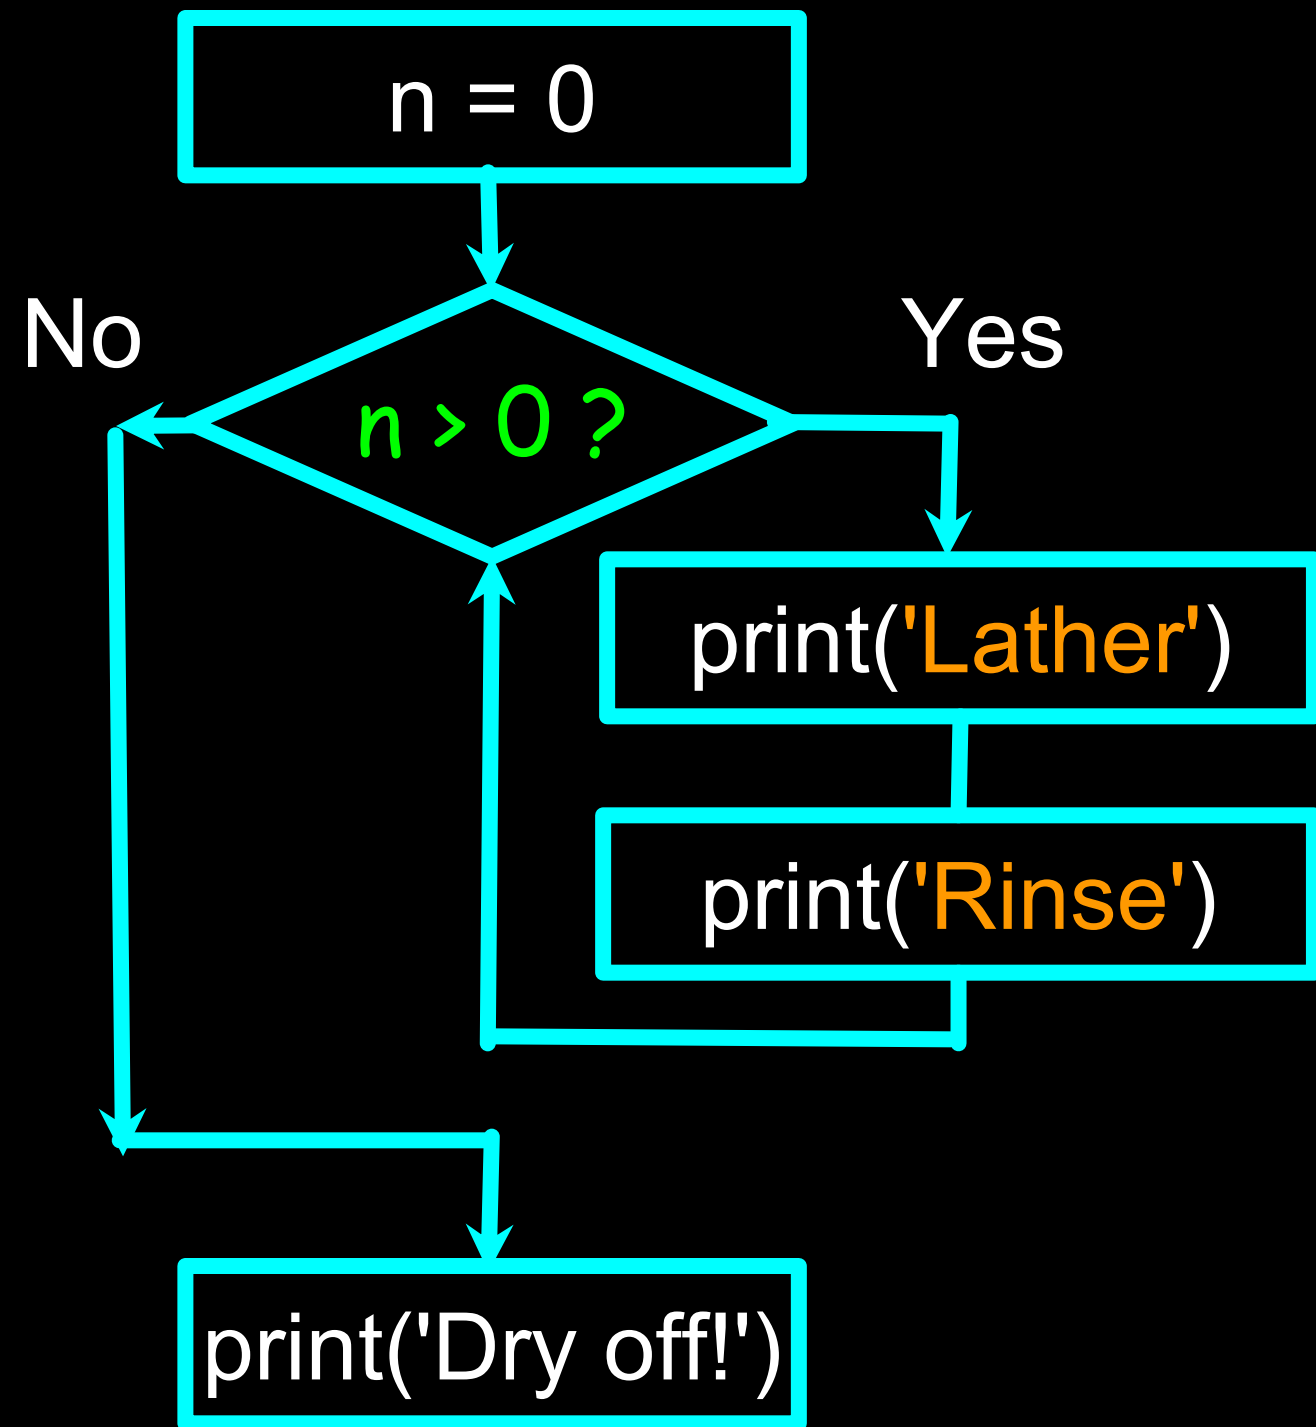 n = 0
No
Yes
n > 0 ?
print('Lather')
print('Rinse')
print('Dry off!')